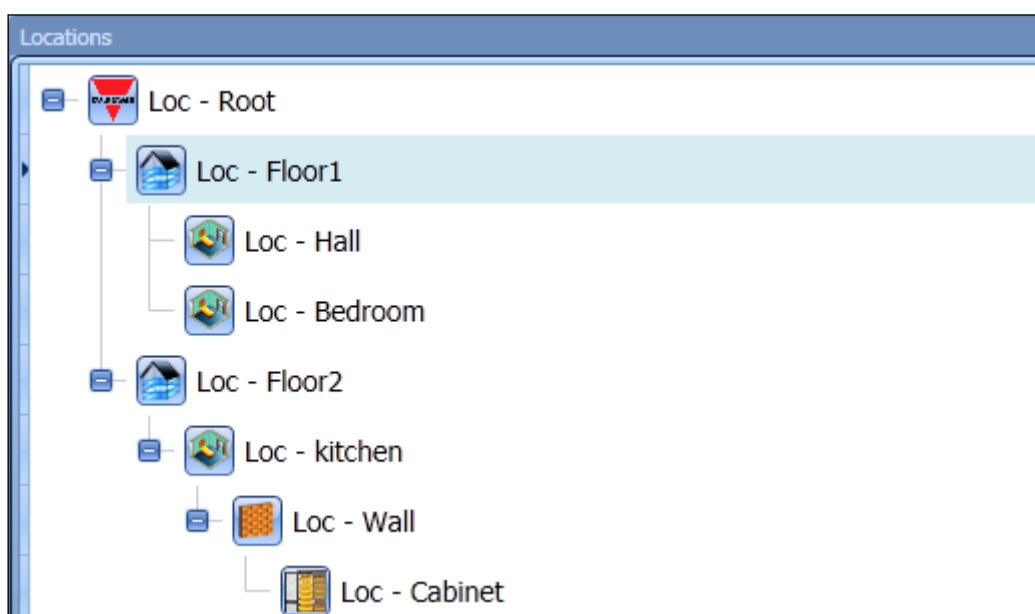 Locations
Loc - Root
Loc - Floor1
Loc - Hall
Loc - Bedroom
Loc - Floor2
Loc - kitchen
Loc - Wall
Loc - Cabinet